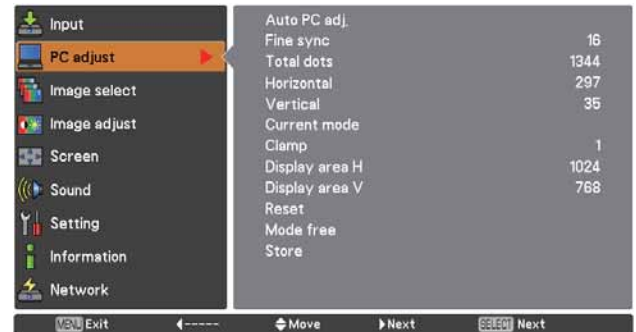 Input
PC adjust
Image select
Image adjust
Screen
Sound
Setting
Information
Network
Auto PC adj.
Fine sync 16
Total dots 1344
Horizontal 297
Vertical 35
Current mode
Clamp 1
Display area H 1024
Display area V 768
Reset
Mode free
Store
MENU Exit ◄----- Move ►Next SELECT Next